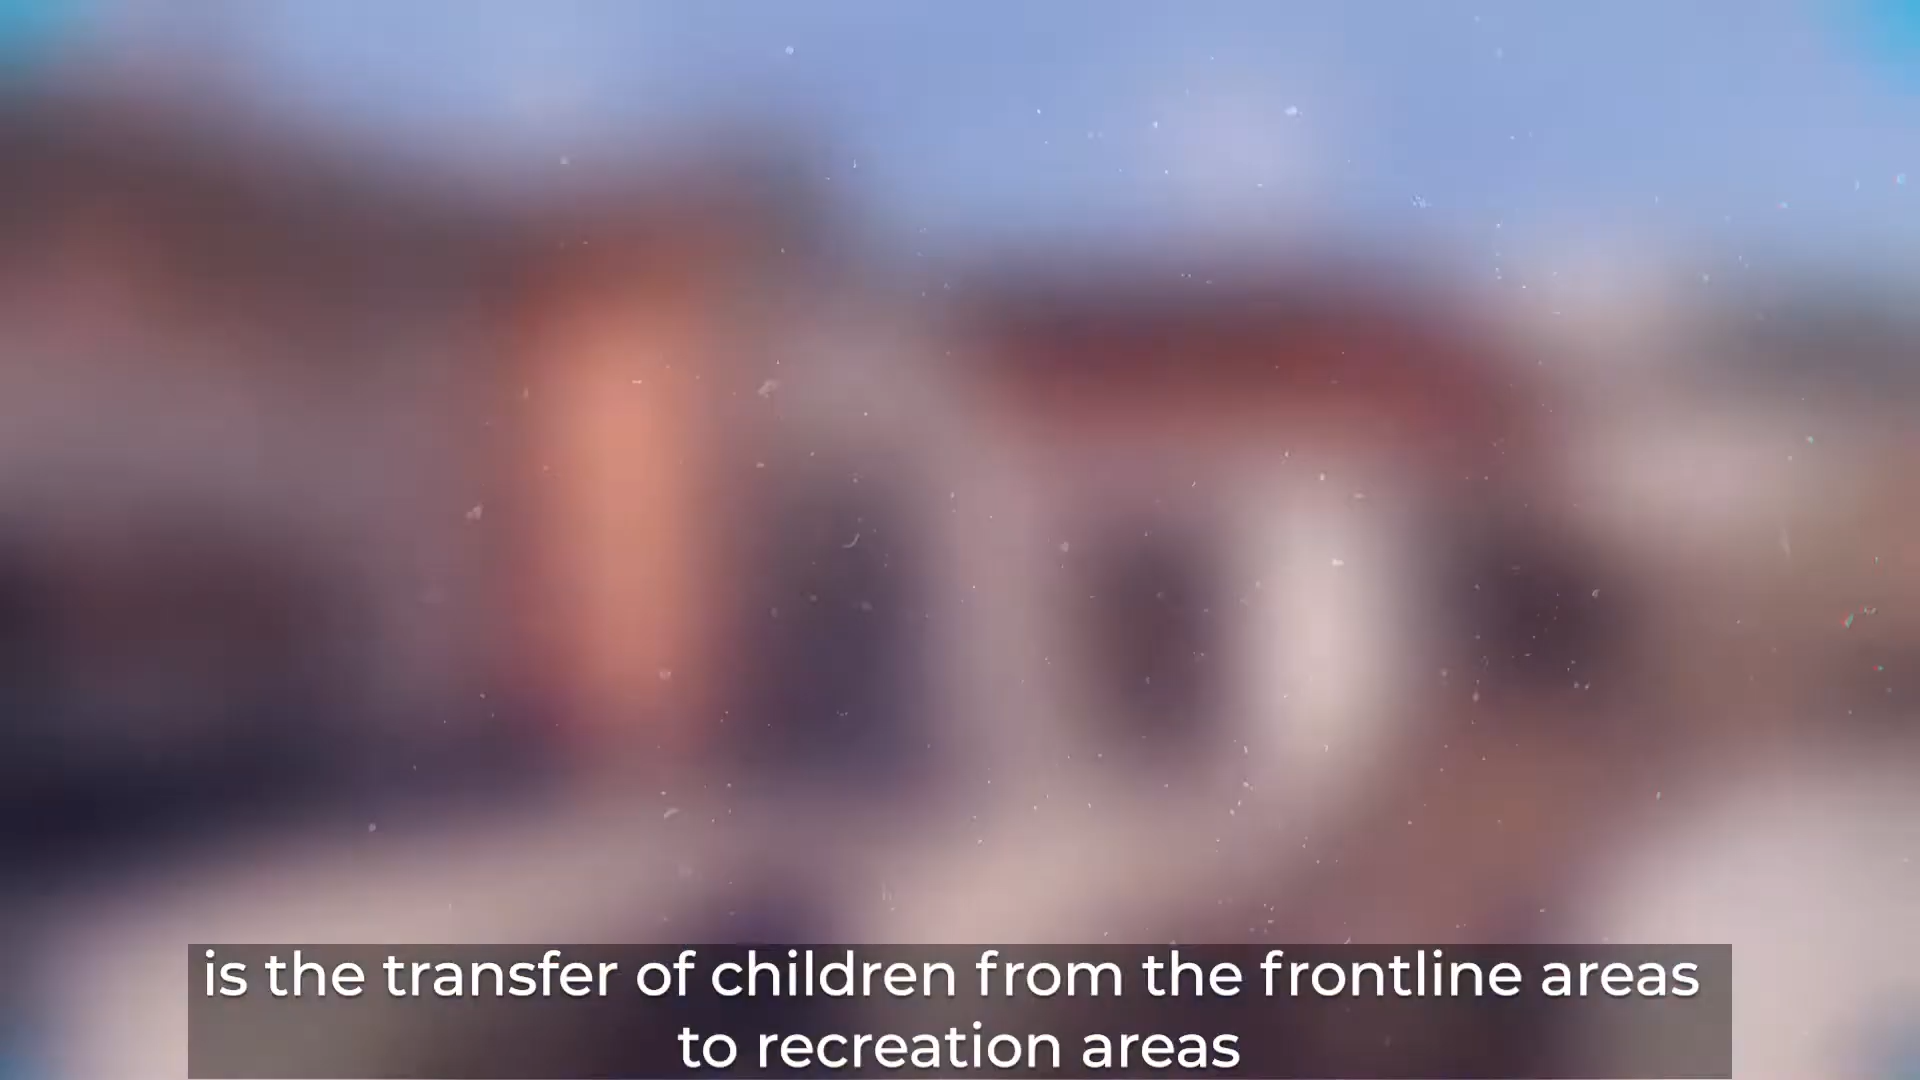 is the transfer of children from the frontline areas
to recreation areas